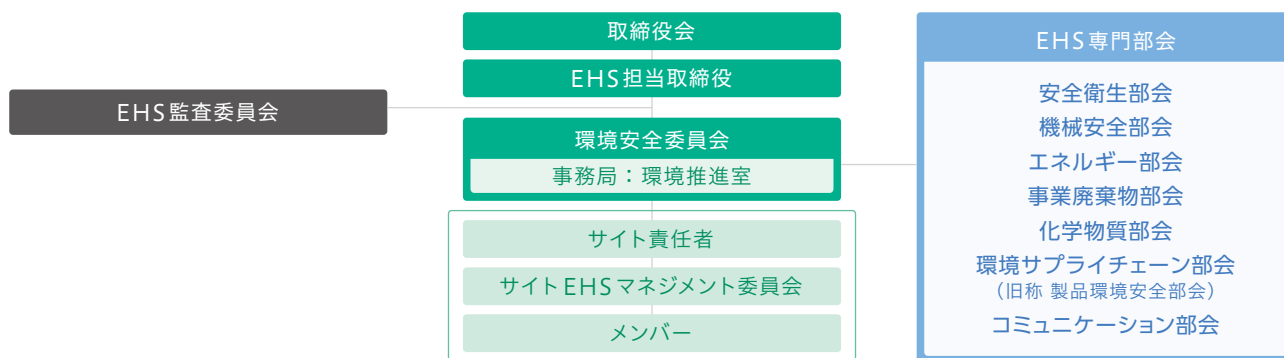 取締役会
EHS担当取締役
EHS監査委員会
環境安全委員会
事務局：環境推進室
サイト責任者
サイトEHSマネジメント委員会
メンバー
EHS専門部会
安全衛生部会
機械安全部会
エネルギー部会
事業廃棄物部会
化学物質部会
環境サプライチェーン部会
（旧称 製品環境安全部会）
コミュニケーション部会